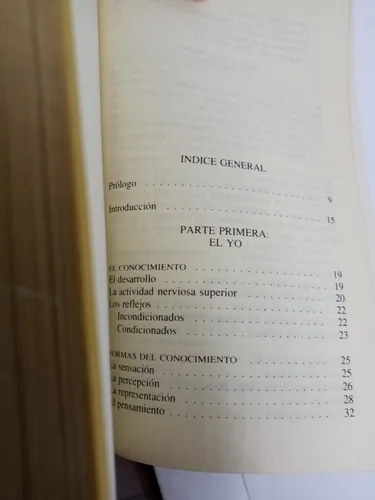 INDICE GENERAL
Prólogo . . . . . . . . . . . . . . . . . . . . . . . . . . 9
Introducción . . . . . . . . . . . . . . . . . . . . . . . 15
PARTE PRIMERA:
EL YO
EL CONOCIMIENTO . . . . . . . . . . . . . . . . . . 19
El desarrollo . . . . . . . . . . . . . . . . . . . . . . . 19
La actividad nerviosa superior . . . . . . . . . . . . 20
Los reflejos . . . . . . . . . . . . . . . . . . . . . . . . 22
Incondicionados . . . . . . . . . . . . . . . . . . . . 22
Condicionados . . . . . . . . . . . . . . . . . . . . . 23
ORMAS DEL CONOCIMIENTO . . . . . . . . . . . . 25
La sensación . . . . . . . . . . . . . . . . . . . . . . . 25
La percepción . . . . . . . . . . . . . . . . . . . . . . 26
La representación . . . . . . . . . . . . . . . . . . . . 28
El pensamiento . . . . . . . . . . . . . . . . . . . . . 32